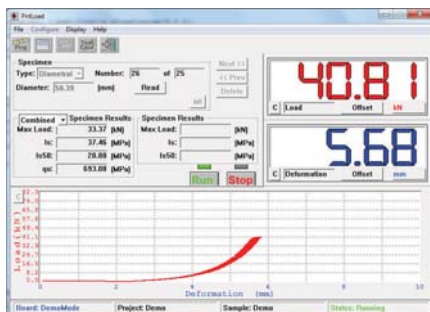 PntLoad
File Configure Display Help
Specimen
Type: Diametral Number: 26 of 25
Diameter: 50.39 [mm] Read
Next >>
<< Prev
Delete
40.81
C Load Offset kN
Combined Specimen Results Specimen Results
Max Load: 33.37 [kN] Max Load: [kN]
Is: 37.46 [MPa] Is: [MPa]
Is50: 28.88 [MPa] Is50: [MPa]
qu: 693.08 [MPa]
Run Stop
5.68
C Deformation Offset mm
C
Load(kN)
41.1
0 2 4 6 8 10
Deformation (mm)
Board: DemoMode Project: Demo Sample: Demo Status: Running